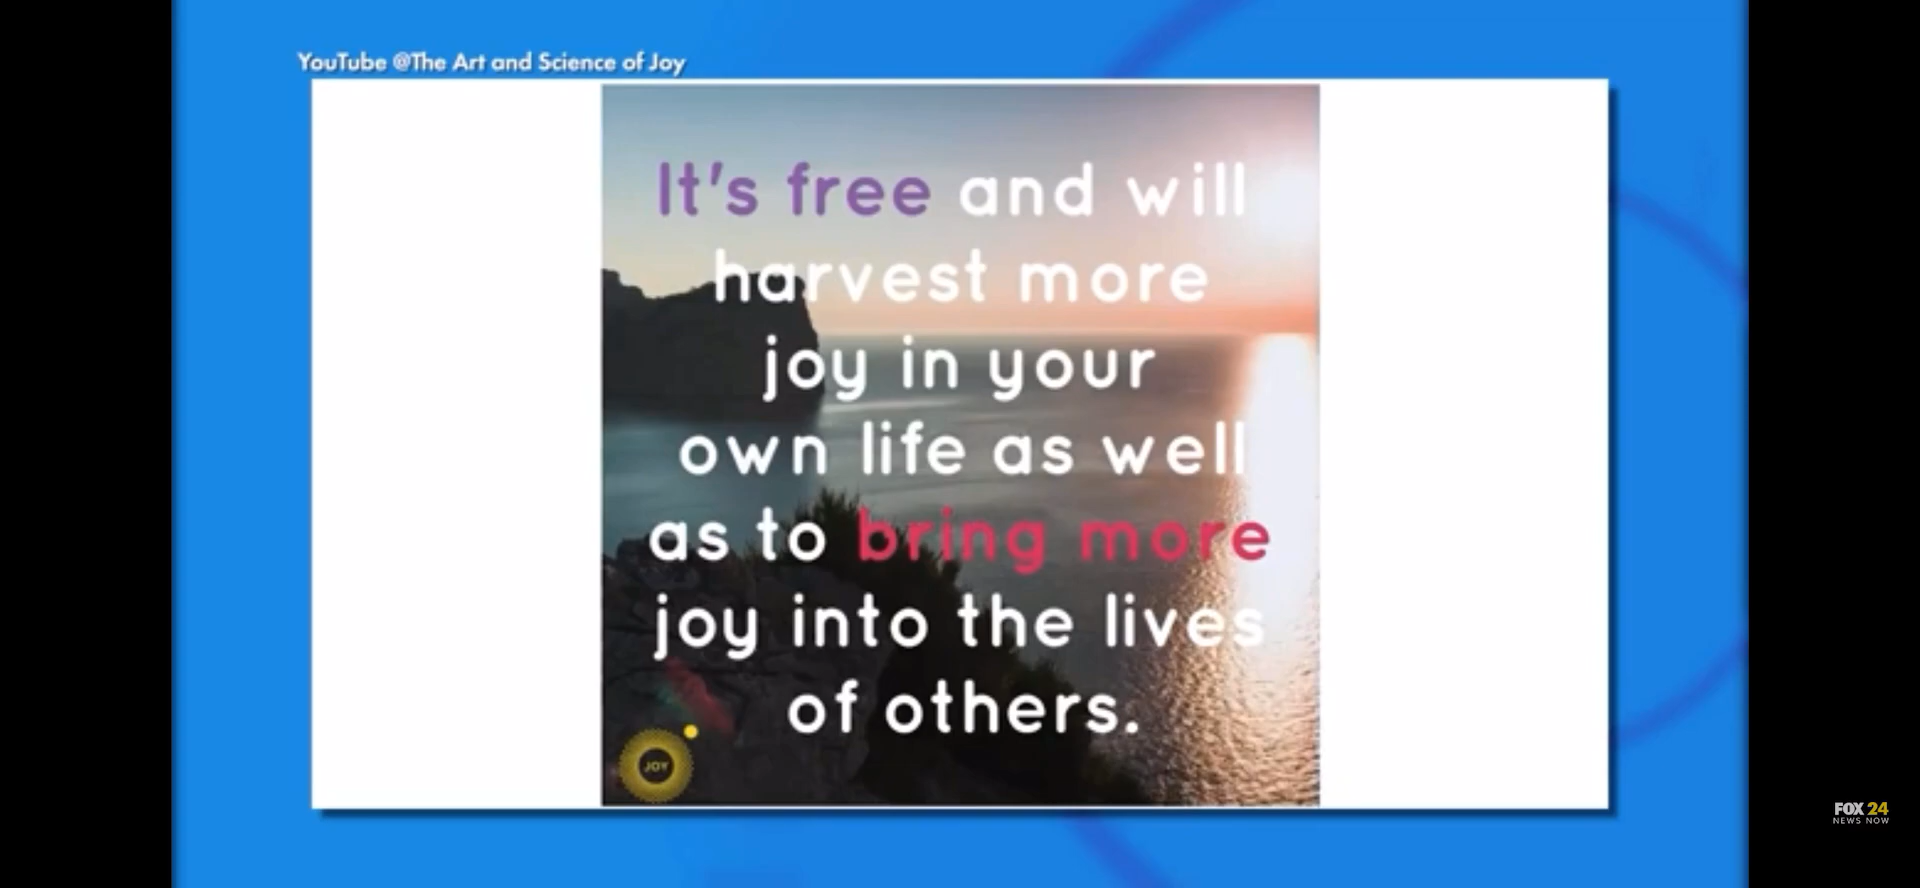 YouTube @The Art and Science of Joy
It's free and will
harvest more
joy in your
own life as well
as to bring more
joy into the lives
of others.
JOY
FOX 24
NEWS NOW